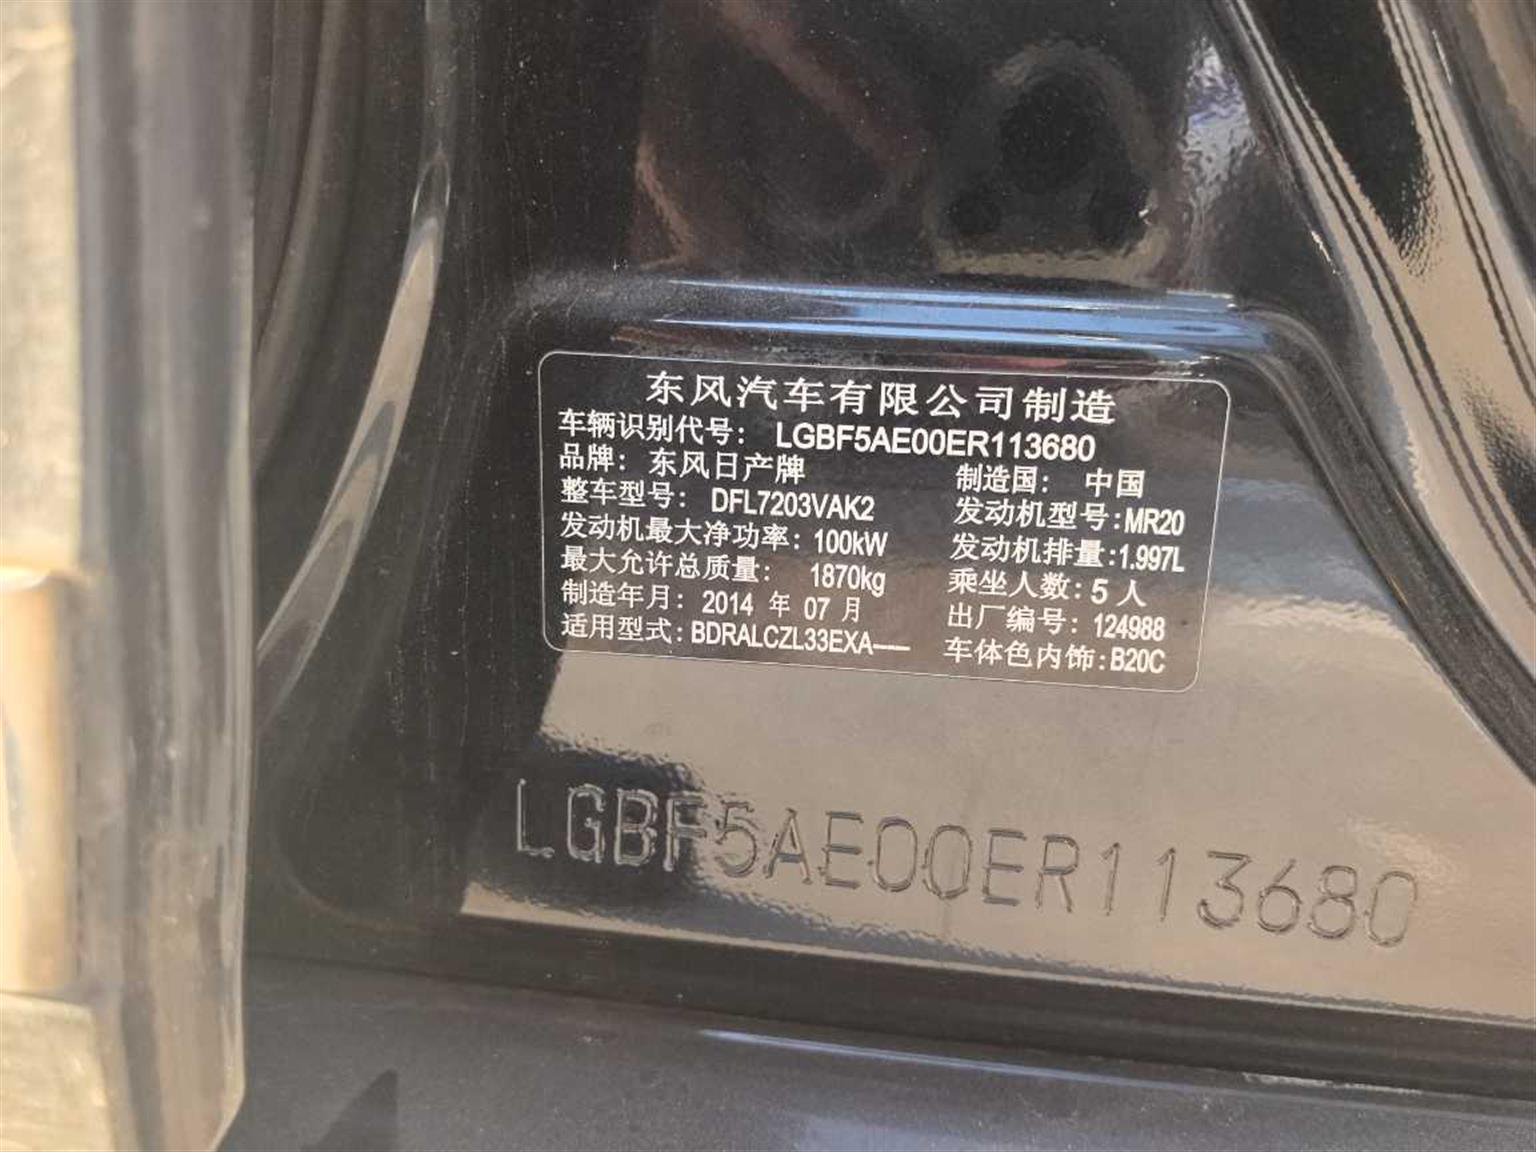 东风汽车有限公司制造
车辆识别代号: LGBF5AE00ER113680
品牌: 东风日产牌 制造国: 中国
整车型号: DFL7203VAK2 发动机型号:MR20
发动机最大净功率: 100kW 发动机排量:1.997L
最大允许总质量: 1870kg 乘坐人数:5人
制造年月: 2014 年 07 月 出厂编号: 124988
适用型式:BDRALCZL33EXA---- 车体色内饰:B20C
LGBF5AE00ER113680